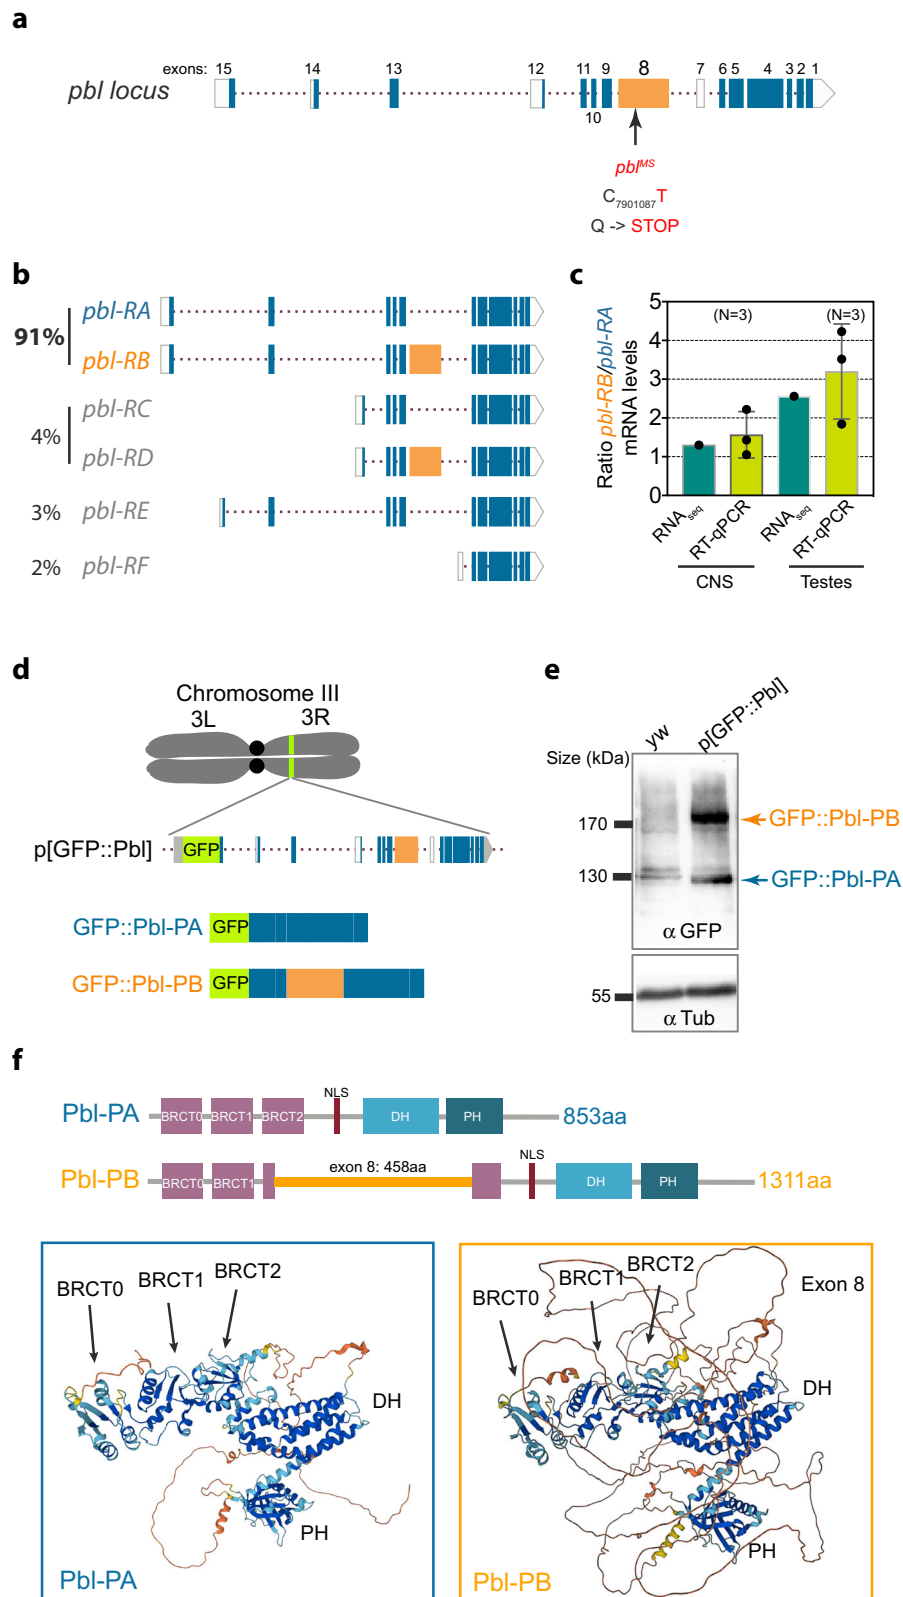 a
exons: 15 14 13 12 11 9 8 7 6 5 4 3 2 1
10
pbl locus
pbl^MS
C7901087T
Q -> STOP
b
91%
pbl-RA
pbl-RB
4%
pbl-RC
pbl-RD
3%
pbl-RE
2%
pbl-RF
c
Ratio pbl-RB/pbl-RA
mRNA levels
5
4
3
2
1
0
(N=3)
(N=3)
RNAseq
RT-qPCR
RNAseq
RT-qPCR
CNS
Testes
d
Chromosome III
3L
3R
p[GFP::Pbl]
GFP
GFP::Pbl-PA
GFP
GFP::Pbl-PB
GFP
e
yw
p[GFP::Pbl]
Size (kDa)
170
130
GFP::Pbl-PB
GFP::Pbl-PA
α GFP
55
α Tub
f
Pbl-PA
BRCT0
BRCT1
BRCT2
NLS
DH
PH
853aa
Pbl-PB
BRCT0
BRCT1
exon 8: 458aa
NLS
DH
PH
1311aa
BRCT0
BRCT1
BRCT2
DH
PH
Pbl-PA
BRCT0
BRCT1
BRCT2
Exon 8
DH
PH
Pbl-PB